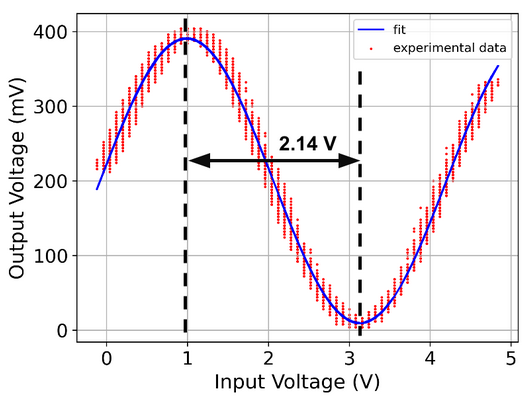 fit
experimental data
400
300
200
100
0
2.14 V
Output Voltage (mV)
0 1 2 3 4 5
Input Voltage (V)